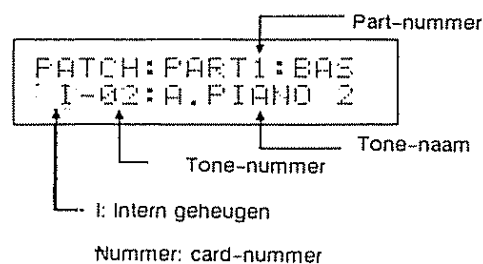 Part-nummer
PATCH:PART1:BAS
I-02:A.PIANO 2
Tone-naam
Tone-nummer
I: Intern geheugen
Nummer: card-nummer